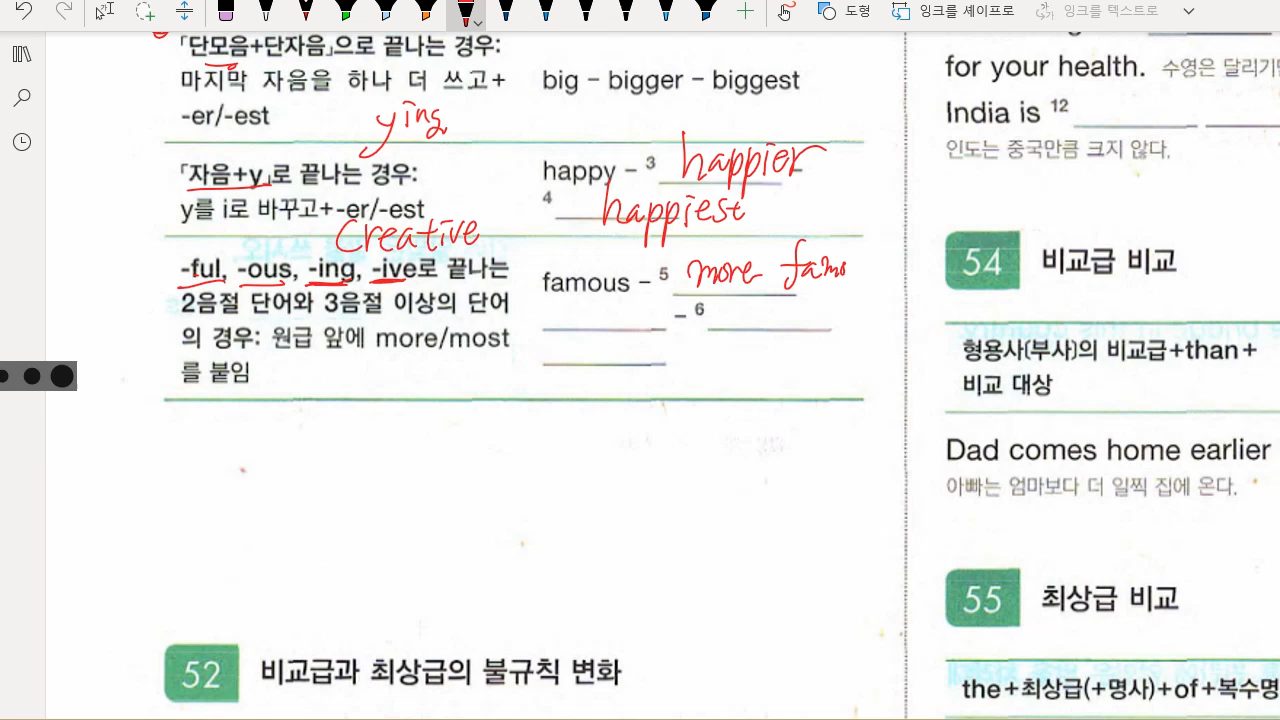 도형
잉크를 셰이프로
잉크를 텍스트로
「단모음+단자음」으로 끝나는 경우:
마지막 자음을 하나 더 쓰고+
-er/-est
big - bigger - biggest
ying
「자음+y」로 끝나는 경우:
y를 i로 바꾸고+-er/-est
happy - 3 happier -
4 happiest
creative
-ful, -ous, -ing, -ive로 끝나는
2음절 단어와 3음절 이상의 단어
의 경우: 원급 앞에 more/most
를 붙임
famous - 5 more famo
- 6
52 비교급과 최상급의 불규칙 변화
for your health. 수영은 달리기
India is 12
인도는 중국만큼 크지 않다.
54 비교급 비교
형용사(부사)의 비교급+than+
비교 대상
Dad comes home earlier
아빠는 엄마보다 더 일찍 집에 온다.
55 최상급 비교
the+최상급(+명사)+of+복수명